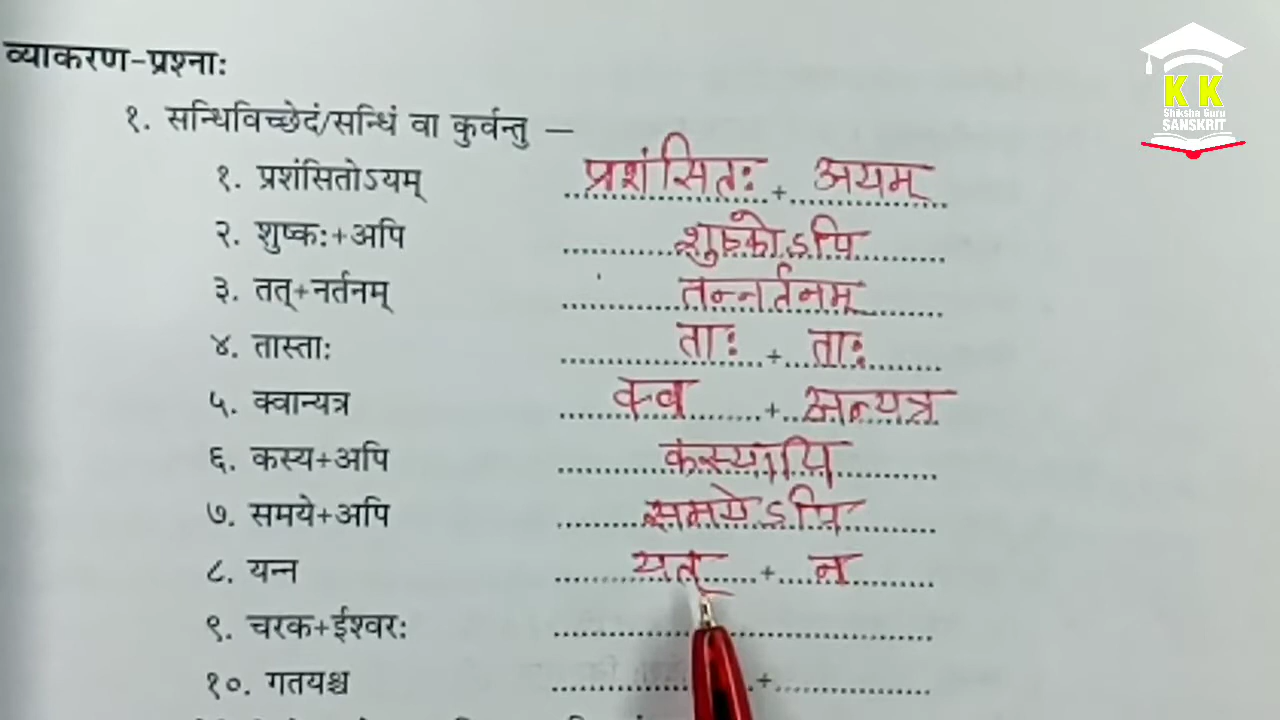 K K
Shiksha Guru
SANSKRIT
व्याकरण-प्रश्नाः
१. सन्धिविच्छेदं/सन्धिं वा कुर्वन्तु —
१. प्रशंसितोऽयम् प्रशंसितः + अयम्
२. शुष्कः+अपि शुष्कोऽपि
३. तत्+नर्तनम् तन्नर्तनम्
४. तास्ताः ताः + ताः
५. क्वान्यत्र क्व + अन्यत्र
६. कस्य+अपि कस्यापि
७. समये+अपि समयेऽपि
८. यन्न यत् + न
९. चरक+ईश्वरः
१०. गतयश्च +